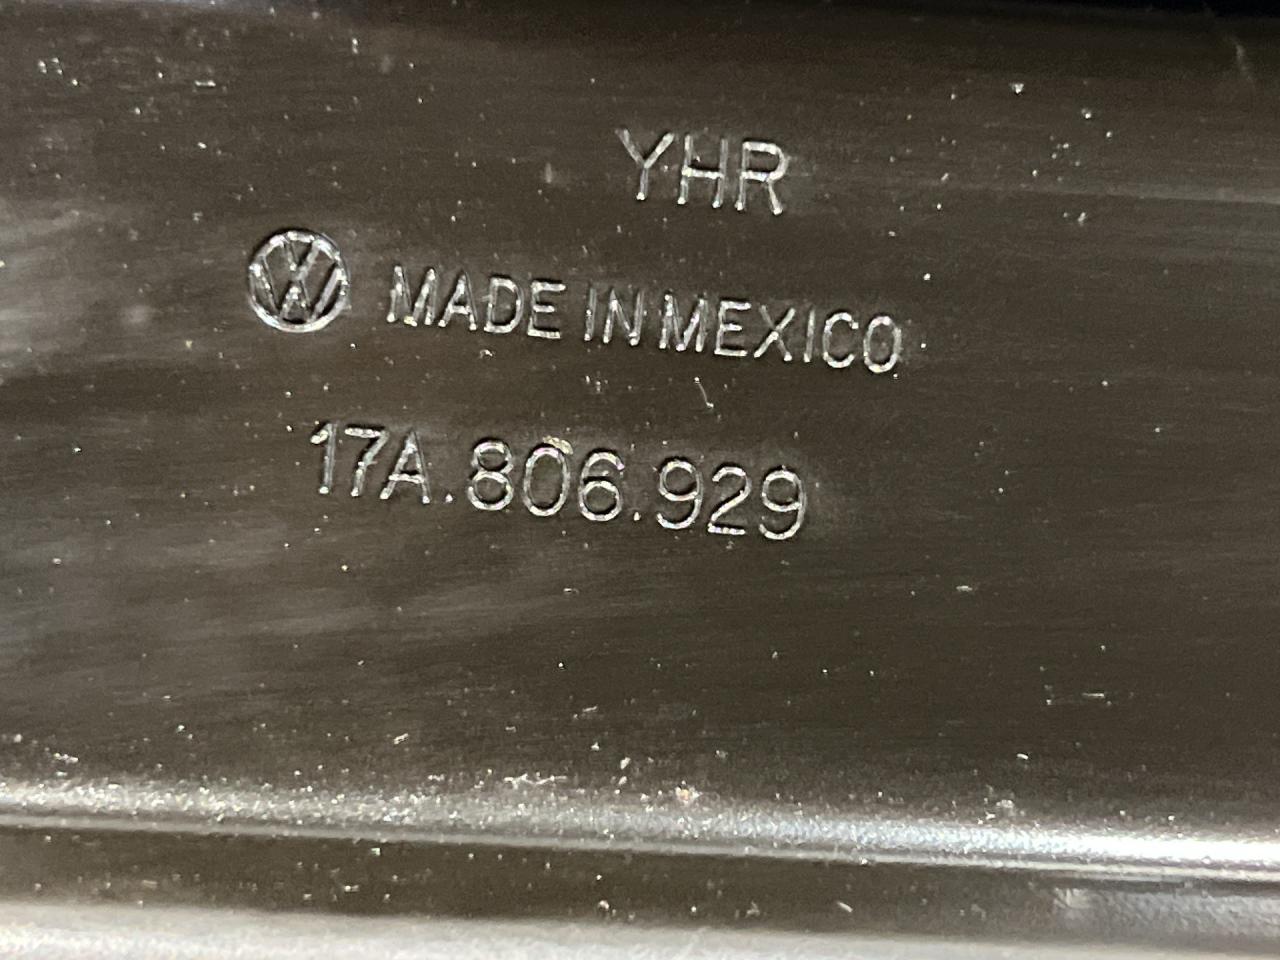 YHR
MADE IN MEXICO
17A.806.929